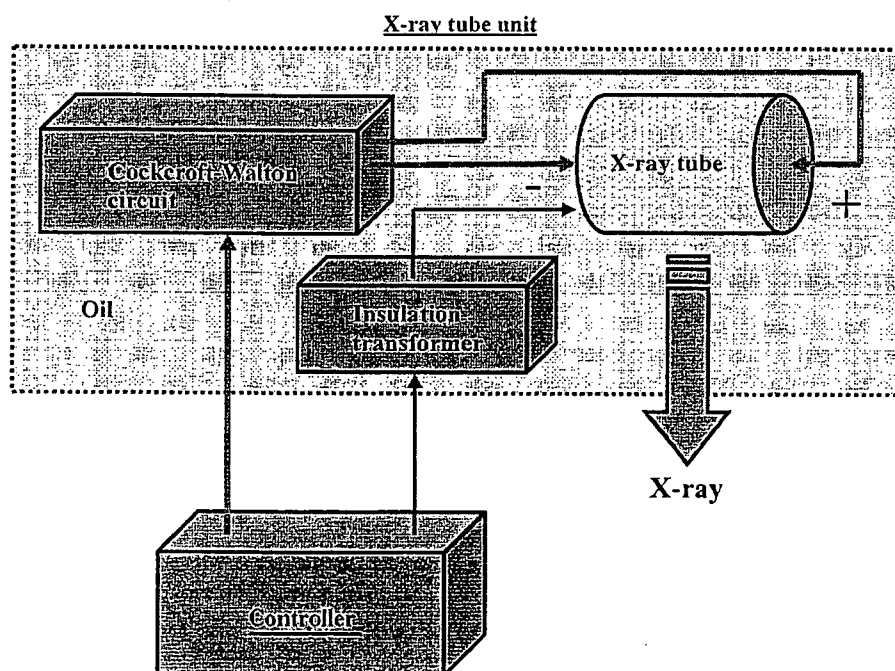 X-ray tube unit
Cockcroft-Walton
circuit
X-ray tube
-
+
Insulation
transformer
Oil
X-ray
Controller